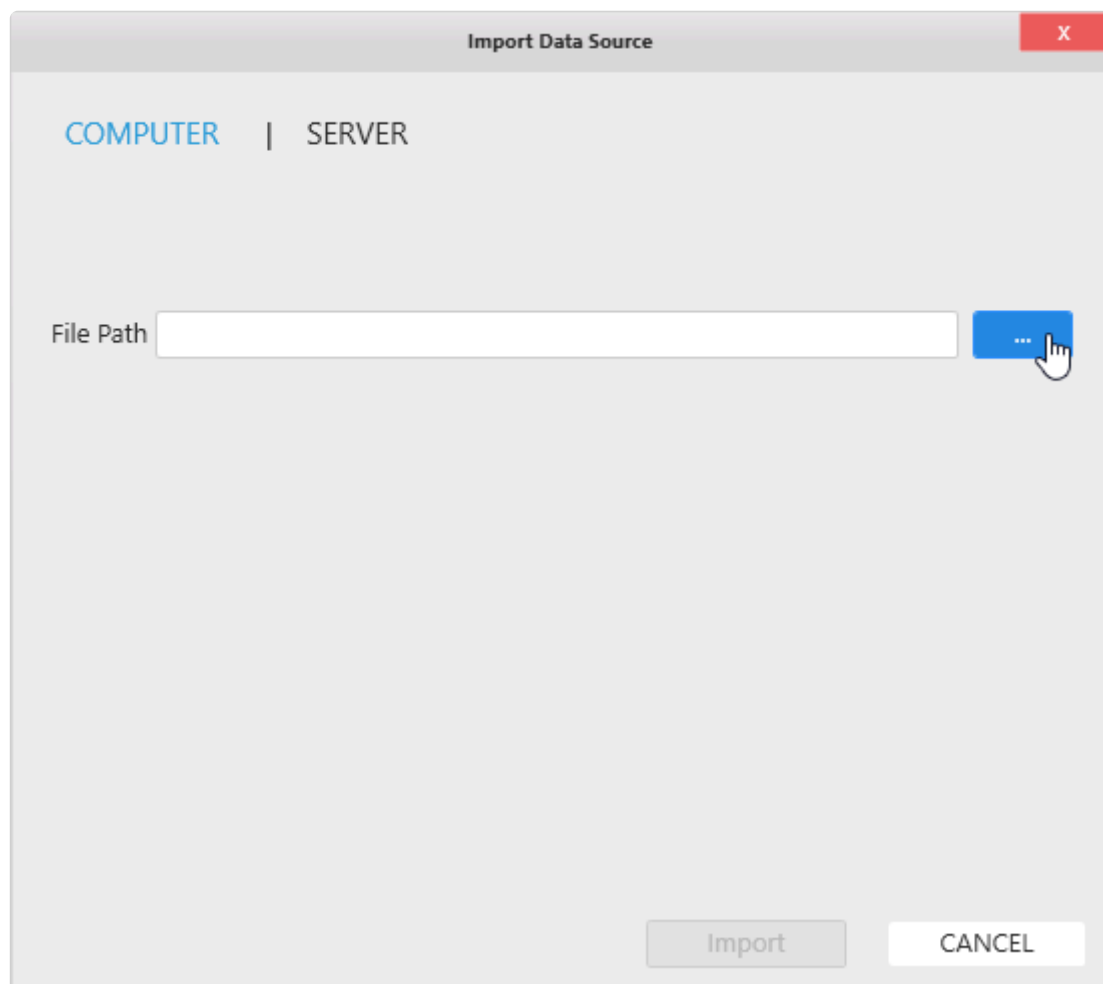 Import Data Source
X
COMPUTER | SERVER
File Path
...
Import
CANCEL